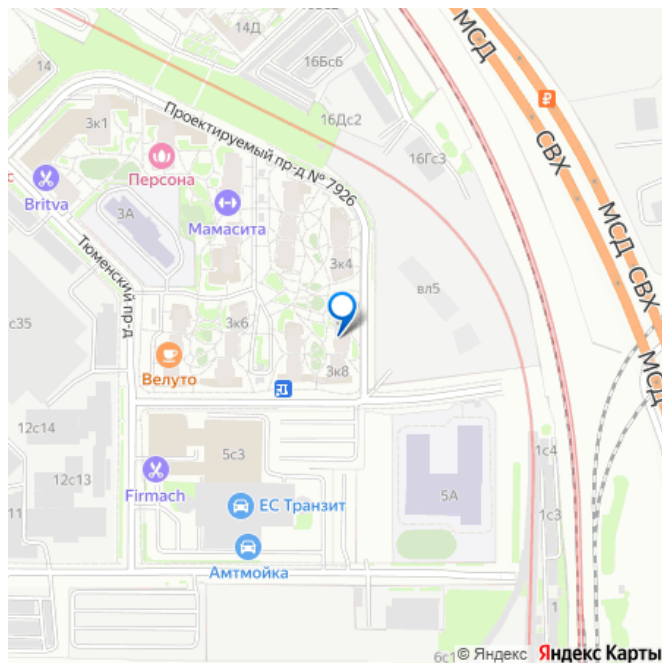 14Д
16Бс6
14
16Дс2
3к1
16Гс3
Проектируемый пр-д № 7926
Персона
Britva
с
3А
Мамасита
Тюменский пр-д
3к4
вл5
с35
3к6
Велуто
3к8
12с14
5с3
1с4
12с13
Firmach
ЕС Транзит
5А
11
1с3
Амтмойка
6с1
1
МСД
СВХ
МСД
СВХ
МСД
© Яндекс Яндекс Карты